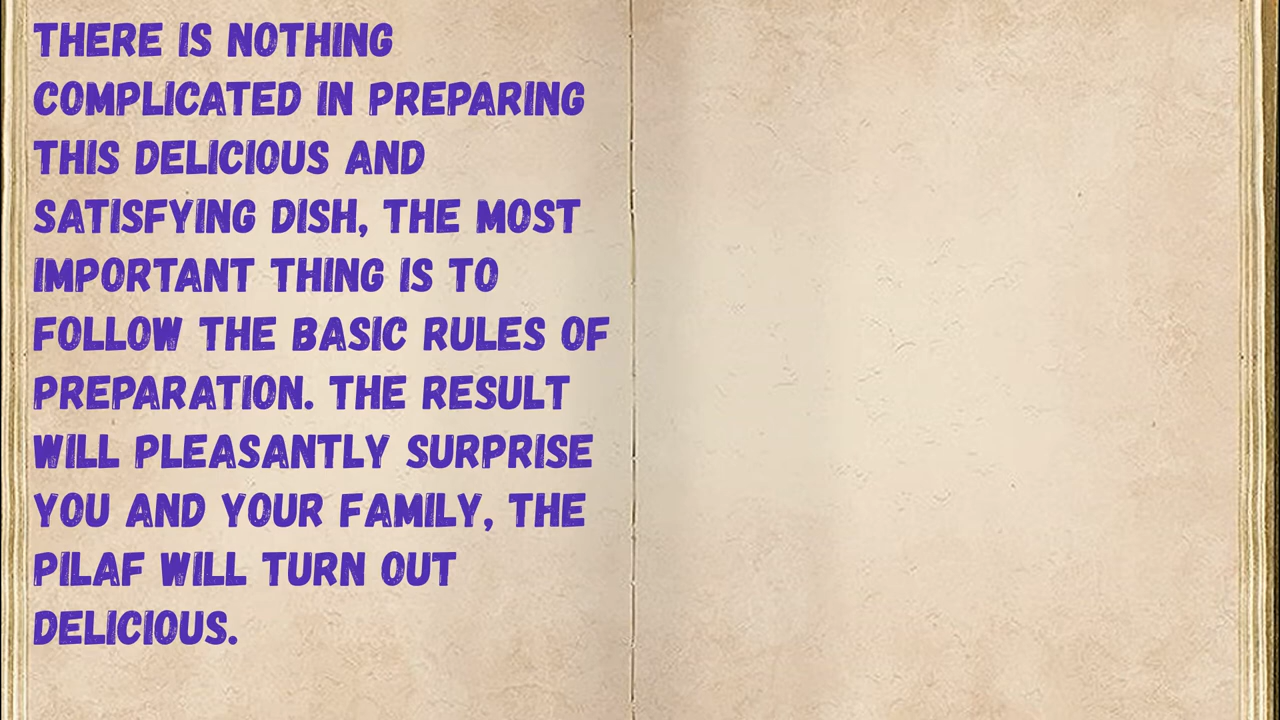 THERE IS NOTHING
COMPLICATED IN PREPARING
THIS DELICIOUS AND
SATISFYING DISH, THE MOST
IMPORTANT THING IS TO
FOLLOW THE BASIC RULES OF
PREPARATION. THE RESULT
WILL PLEASANTLY SURPRISE
YOU AND YOUR FAMILY, THE
PILAF WILL TURN OUT
DELICIOUS.